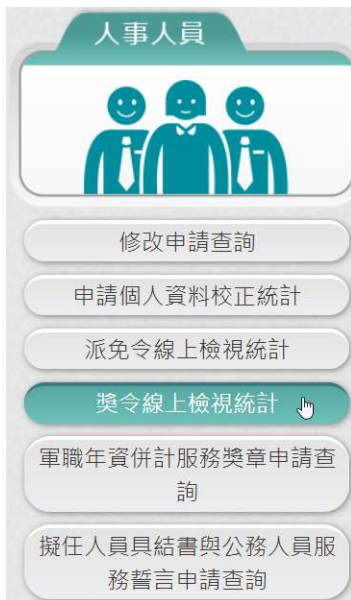 人事人員
修改申請查詢
申請個人資料校正統計
派免令線上檢視統計
獎令線上檢視統計
軍職年資併計服務獎章申請查
詢
擬任人員具結書與公務人員服
務誓言申請查詢